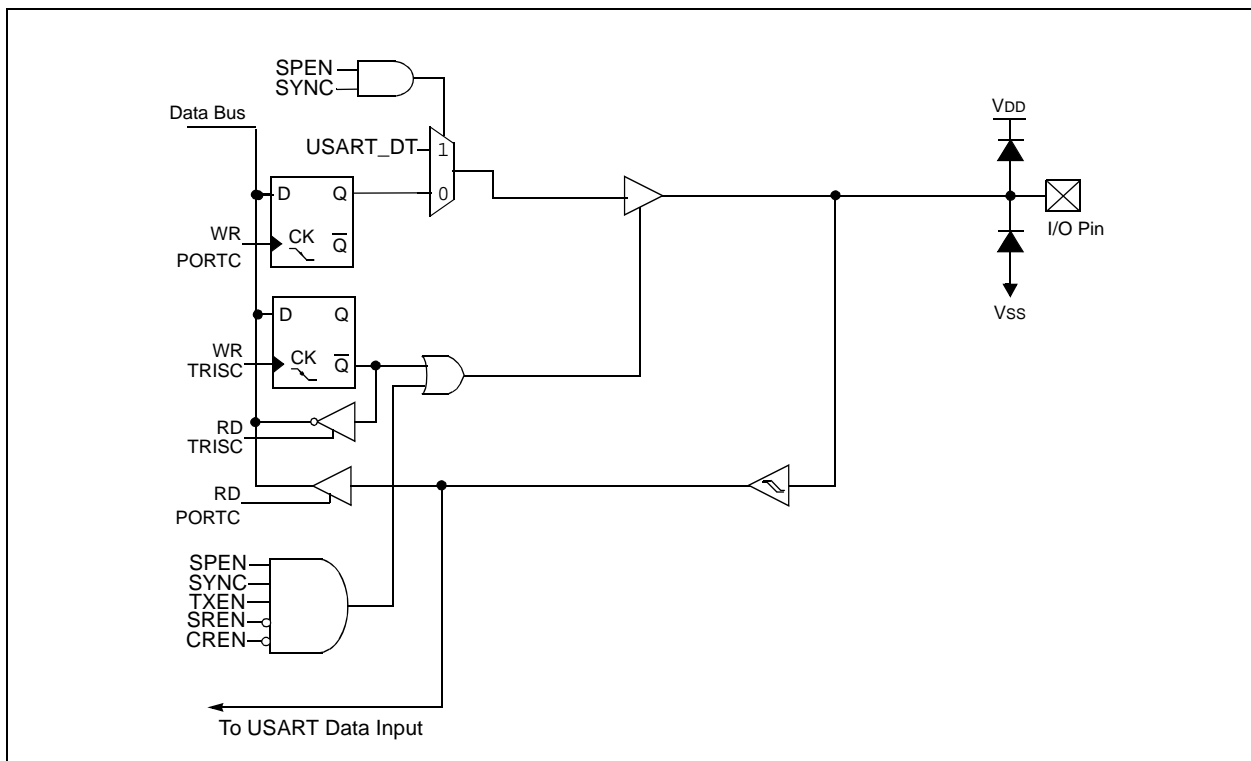 SPEN
SYNC
Data Bus
VDD
USART_DT
1
0
D Q
CK Q
WR
PORTC
I/O Pin
VSS
D Q
CK Q
WR
TRISC
RD
TRISC
RD
PORTC
SPEN
SYNC
TXEN
SREN
CREN
To USART Data Input